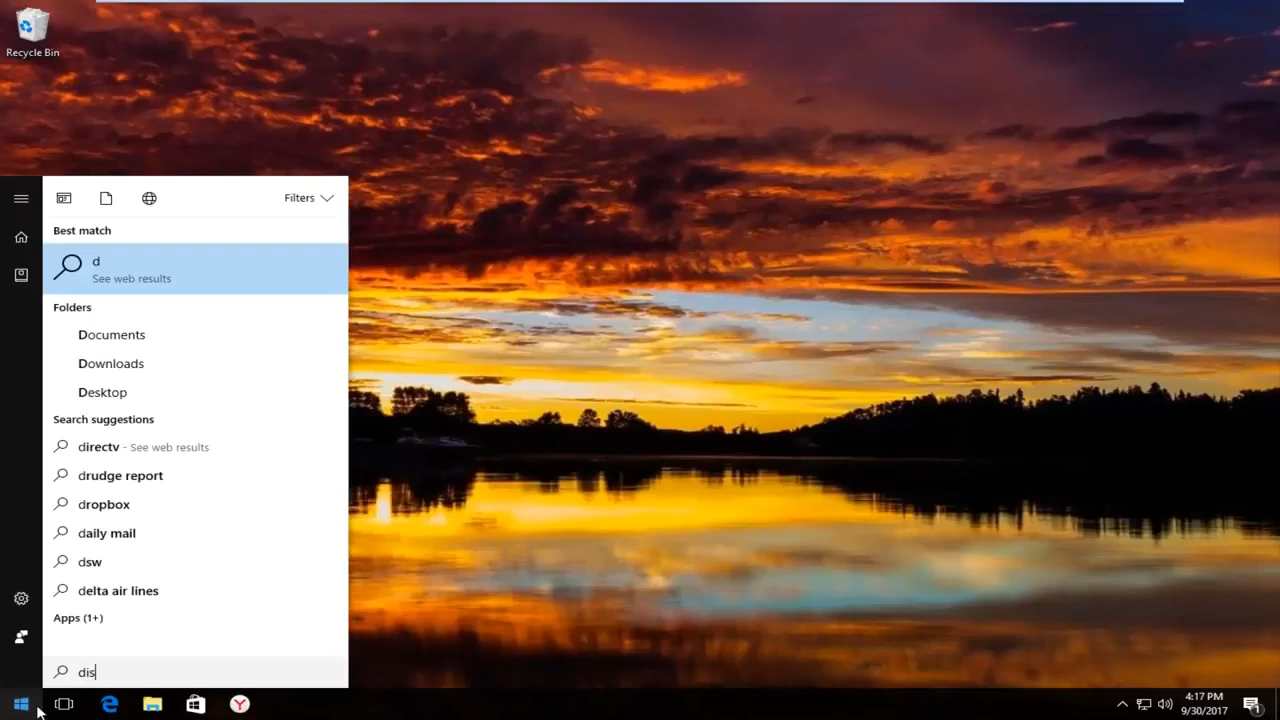 Recycle Bin
Filters
Best match
d
See web results
Folders
Documents
Downloads
Desktop
Search suggestions
directv - See web results
drudge report
dropbox
daily mail
dsw
delta air lines
Apps (1+)
dis
4:17 PM
9/30/2017
1